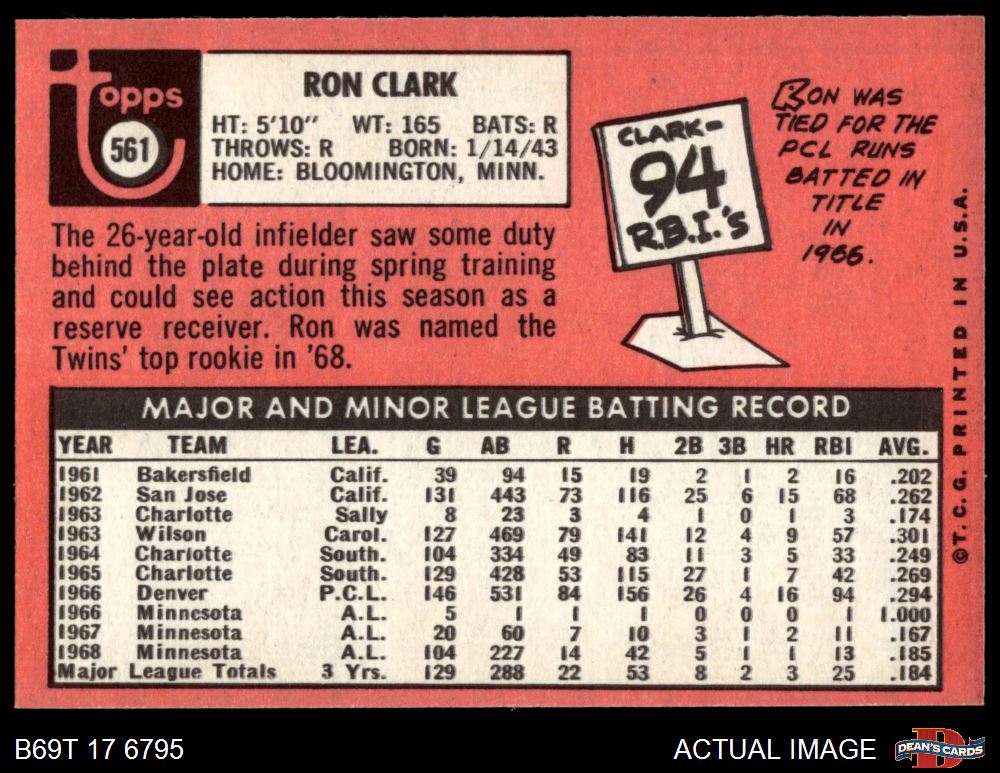 topps
561
RON CLARK
HT: 5'10" WT: 165 BATS: R
THROWS: R BORN: 1/14/43
HOME: BLOOMINGTON, MINN.
The 26-year-old infielder saw some duty
behind the plate during spring training
and could see action this season as a
reserve receiver. Ron was named the
Twins' top rookie in '68.
CLARK-
94
R.B.I.'S
RON WAS
TIED FOR THE
PCL RUNS
BATTED IN
TITLE
IN
1966.
MAJOR AND MINOR LEAGUE BATTING RECORD
YEAR TEAM LEA. G AB R H 2B 3B HR RBI AVG.
1961 Bakersfield Calif. 39 94 15 19 2 1 2 16 .202
1962 San Jose Calif. 131 443 73 116 25 6 15 68 .262
1963 Charlotte Sally 8 23 3 4 1 0 1 3 .174
1963 Wilson Carol. 127 469 79 141 12 4 9 57 .301
1964 Charlotte South. 104 334 49 83 11 3 5 33 .249
1965 Charlotte South. 129 428 53 115 27 1 7 42 .269
1966 Denver P.C.L. 146 531 84 156 26 4 16 94 .294
1966 Minnesota A.L. 5 1 1 1 0 0 0 1 1.000
1967 Minnesota A.L. 20 60 7 10 3 1 2 11 .167
1968 Minnesota A.L. 104 227 14 42 5 1 1 13 .185
Major League Totals 3 Yrs. 129 288 22 53 8 2 3 25 .184
©T.C.G. PRINTED IN U.S.A.
B69T 17 6795
ACTUAL IMAGE
D
DEAN'S CARDS